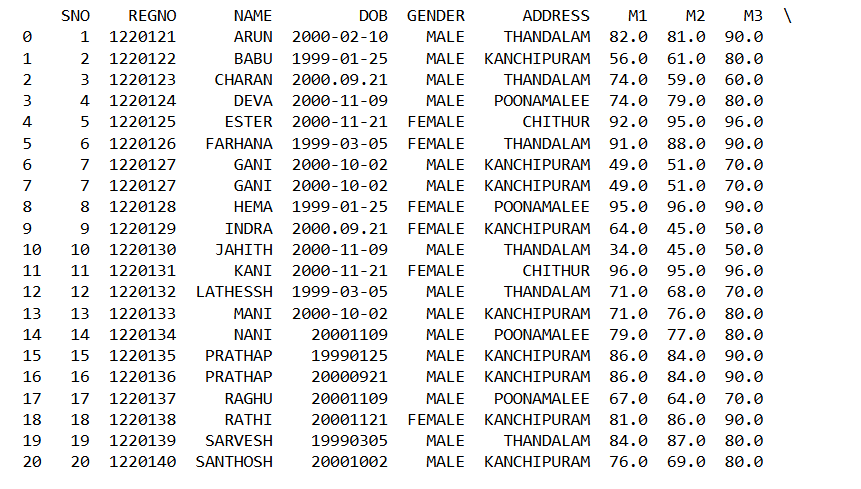 SNO REGNO NAME DOB GENDER ADDRESS M1 M2 M3 \
0 1 1220121 ARUN 2000-02-10 MALE THANDALAM 82.0 81.0 90.0
1 2 1220122 BABU 1999-01-25 MALE KANCHIPURAM 56.0 61.0 80.0
2 3 1220123 CHARAN 2000.09.21 MALE THANDALAM 74.0 59.0 60.0
3 4 1220124 DEVA 2000-11-09 MALE POONAMALEE 74.0 79.0 80.0
4 5 1220125 ESTER 2000-11-21 FEMALE CHITHUR 92.0 95.0 96.0
5 6 1220126 FARHANA 1999-03-05 FEMALE THANDALAM 91.0 88.0 90.0
6 7 1220127 GANI 2000-10-02 MALE KANCHIPURAM 49.0 51.0 70.0
7 7 1220127 GANI 2000-10-02 MALE KANCHIPURAM 49.0 51.0 70.0
8 8 1220128 HEMA 1999-01-25 FEMALE POONAMALEE 95.0 96.0 90.0
9 9 1220129 INDRA 2000.09.21 FEMALE KANCHIPURAM 64.0 45.0 50.0
10 10 1220130 JAHITH 2000-11-09 MALE THANDALAM 34.0 45.0 50.0
11 11 1220131 KANI 2000-11-21 FEMALE CHITHUR 96.0 95.0 96.0
12 12 1220132 LATHESSH 1999-03-05 MALE THANDALAM 71.0 68.0 70.0
13 13 1220133 MANI 2000-10-02 MALE KANCHIPURAM 71.0 76.0 80.0
14 14 1220134 NANI 20001109 MALE POONAMALEE 79.0 77.0 80.0
15 15 1220135 PRATHAP 19990125 MALE KANCHIPURAM 86.0 84.0 90.0
16 16 1220136 PRATHAP 20000921 MALE KANCHIPURAM 86.0 84.0 90.0
17 17 1220137 RAGHU 20001109 MALE POONAMALEE 67.0 64.0 70.0
18 18 1220138 RATHI 20001121 FEMALE KANCHIPURAM 81.0 86.0 90.0
19 19 1220139 SARVESH 19990305 MALE THANDALAM 84.0 87.0 80.0
20 20 1220140 SANTHOSH 20001002 MALE KANCHIPURAM 76.0 69.0 80.0